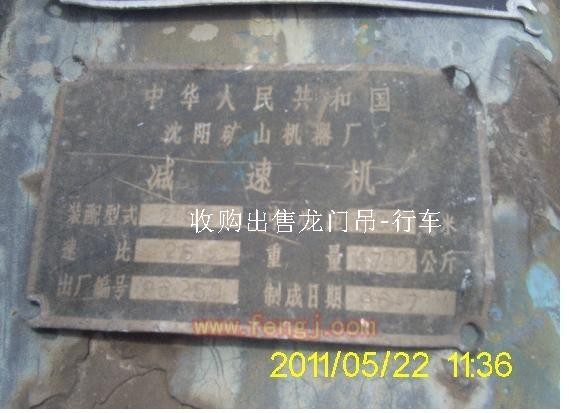 中华人民共和国
沈阳矿山机器厂
减速机
装配型式 收购出售龙门吊-行车 米
速比 重量 公斤
出厂编号 制成日期
www.fengj.com
2011/05/22 11:36